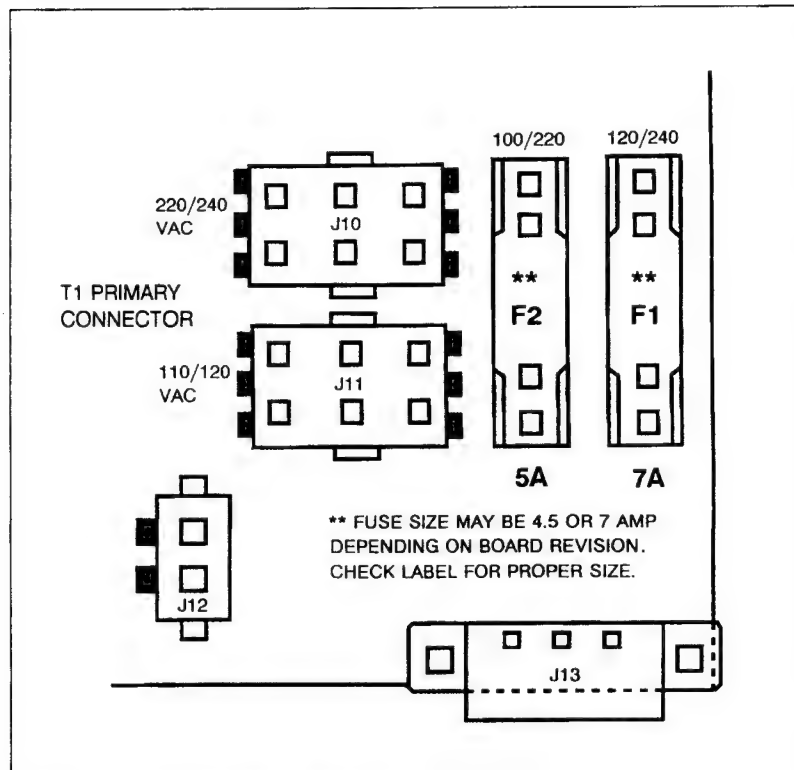 100/220
120/240
220/240
VAC
J10
T1 PRIMARY
CONNECTOR
**
F2
**
F1
110/120
VAC
J11
5A
7A
** FUSE SIZE MAY BE 4.5 OR 7 AMP
DEPENDING ON BOARD REVISION.
CHECK LABEL FOR PROPER SIZE.
J12
J13